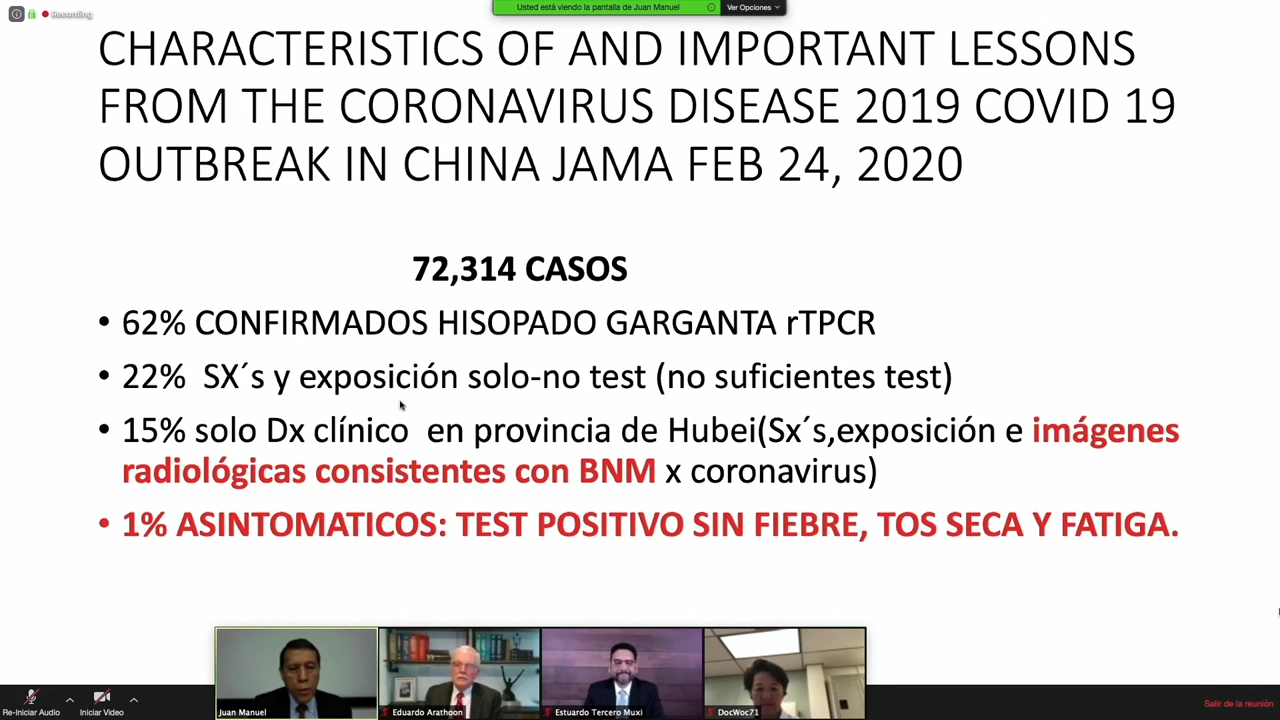 Recording
Usted está viendo la pantalla de Juan Manuel
Ver Opciones
CHARACTERISTICS OF AND IMPORTANT LESSONS
FROM THE CORONAVIRUS DISEASE 2019 COVID 19
OUTBREAK IN CHINA JAMA FEB 24, 2020
72,314 CASOS
• 62% CONFIRMADOS HISOPADO GARGANTA rTPCR
• 22% SX´s y exposición solo-no test (no suficientes test)
• 15% solo Dx clínico en provincia de Hubei(Sx´s,exposición e imágenes
radiológicas consistentes con BNM x coronavirus)
• 1% ASINTOMATICOS: TEST POSITIVO SIN FIEBRE, TOS SECA Y FATIGA.
Juan Manuel
Eduardo Arathoon
Estuardo Tercero Muxi
DocWoc71
Re-Iniciar Audio
Iniciar Video
Salir de la reunión